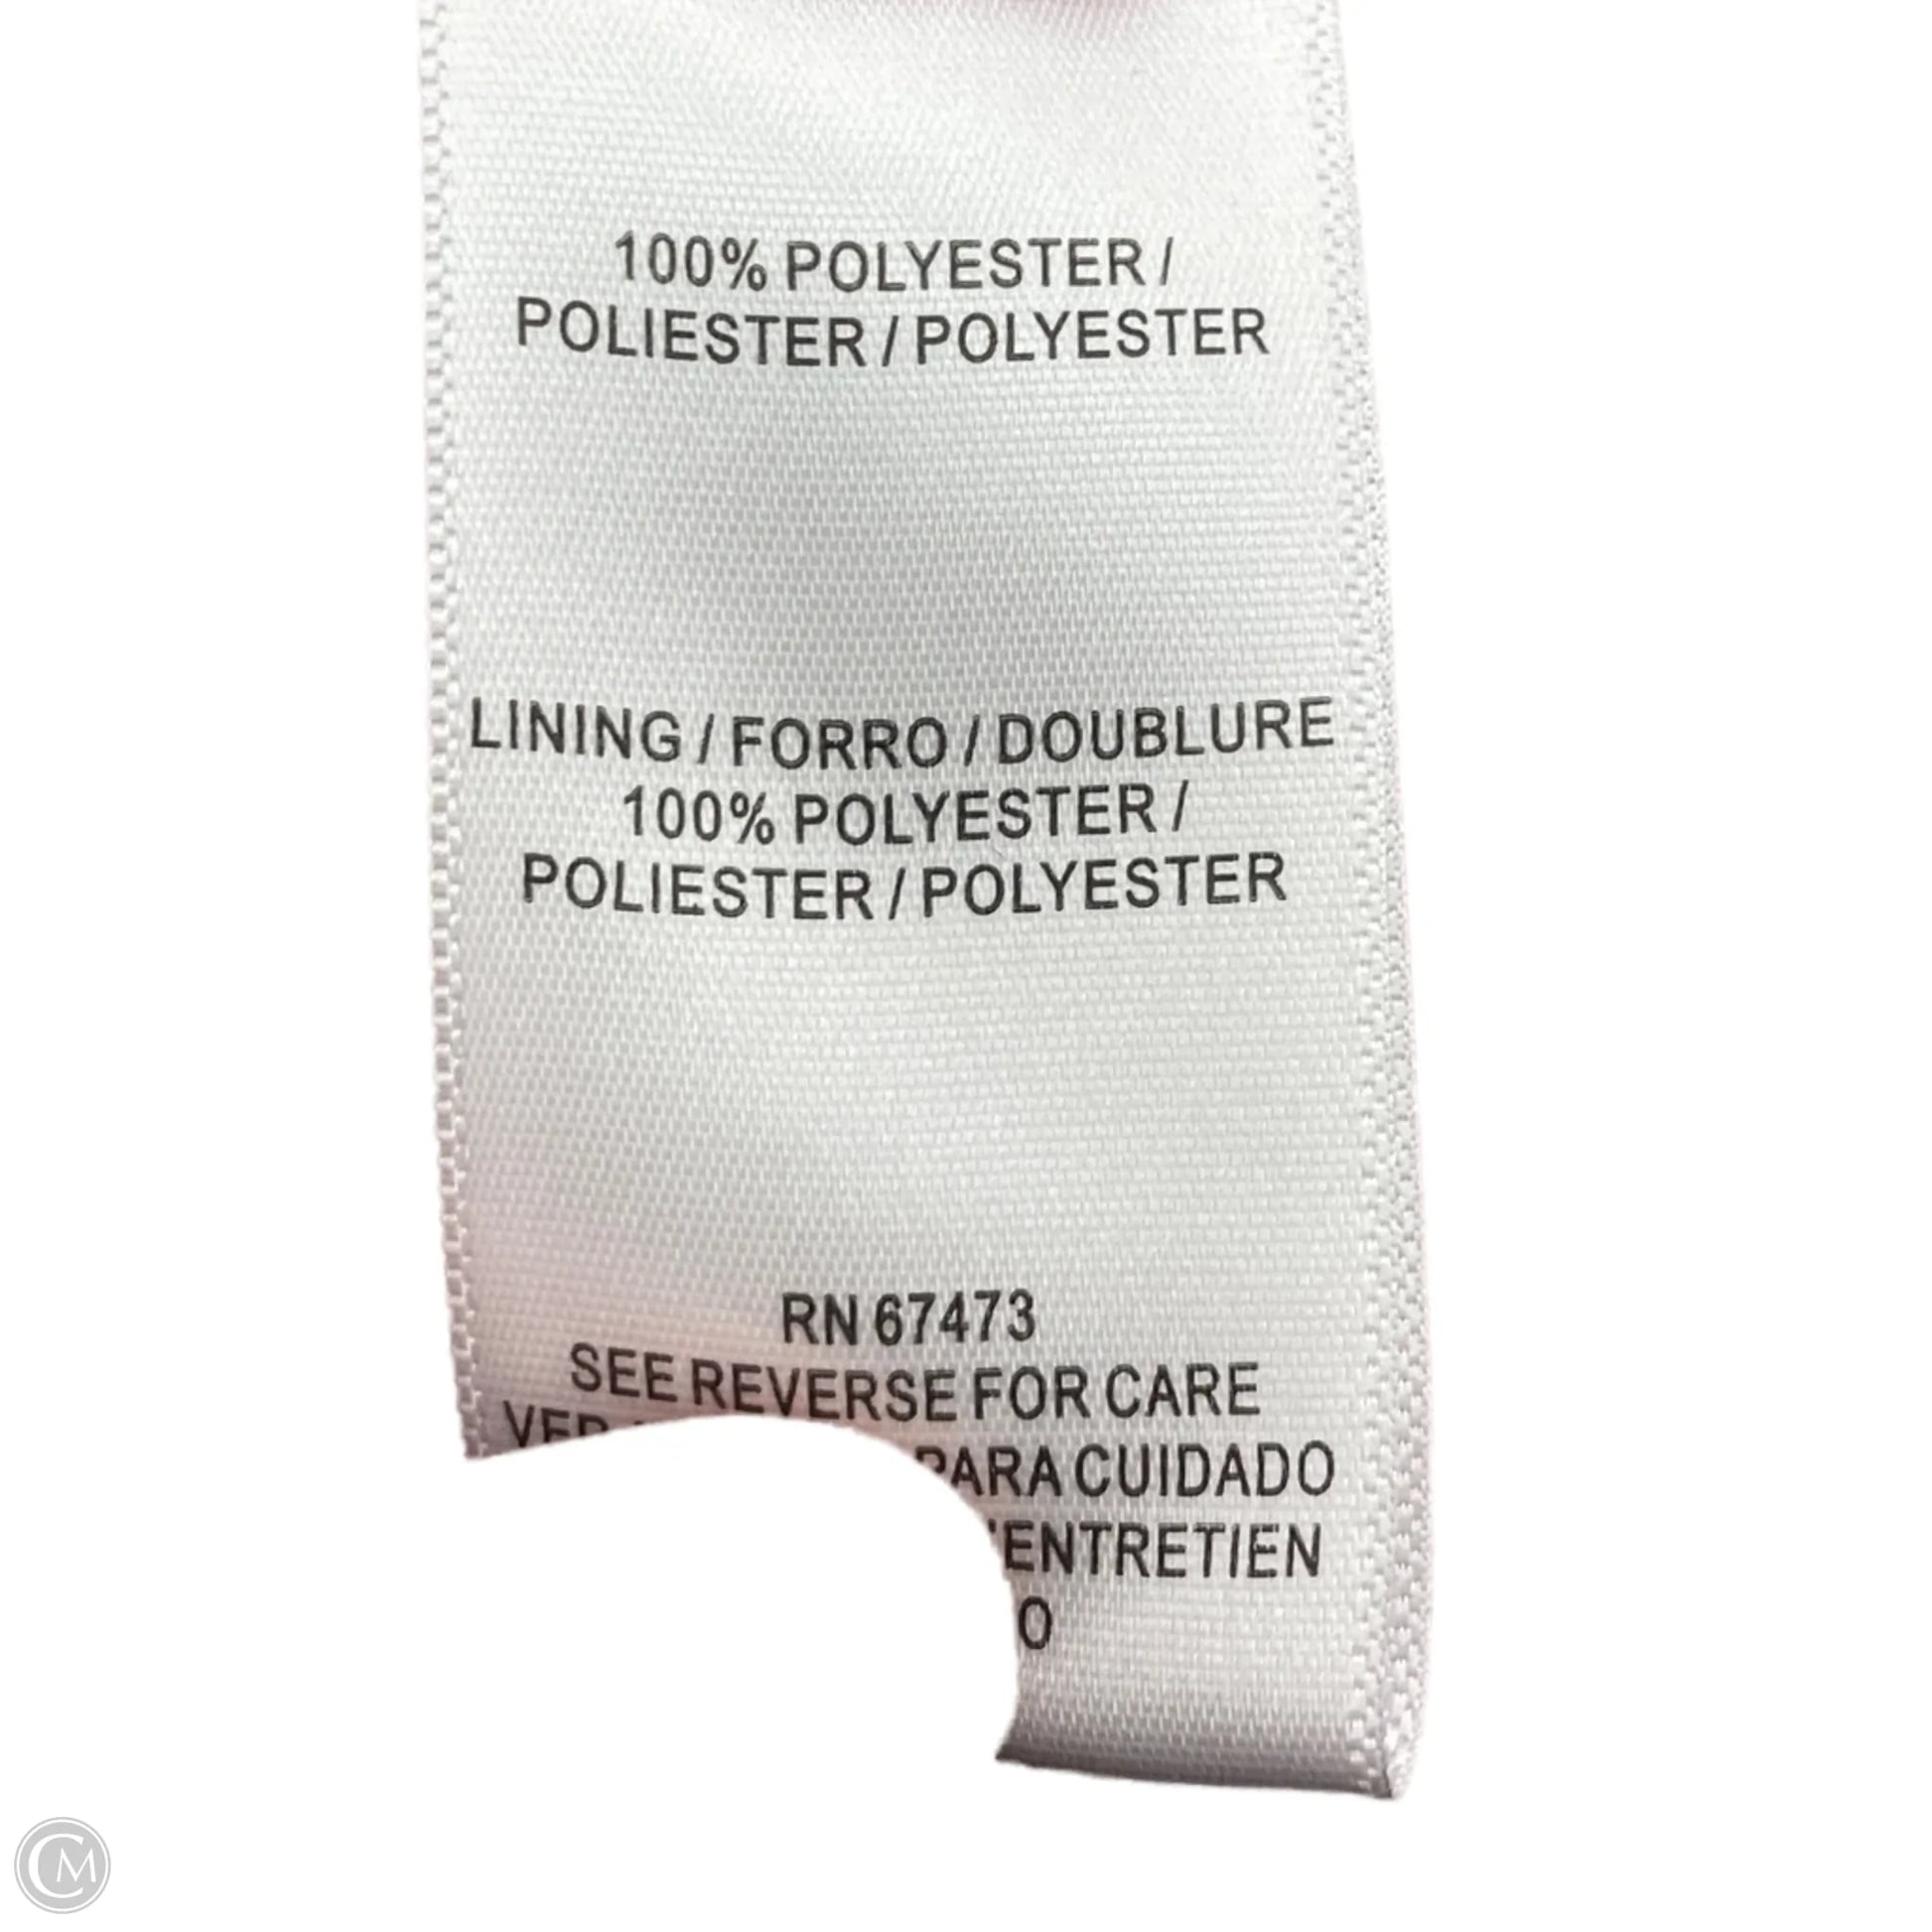 100% POLYESTER /
POLIESTER / POLYESTER
LINING / FORRO / DOUBLURE
100% POLYESTER /
POLIESTER / POLYESTER
RN 67473
SEE REVERSE FOR CARE
PARA CUIDADO
'ENTRETIEN
CM